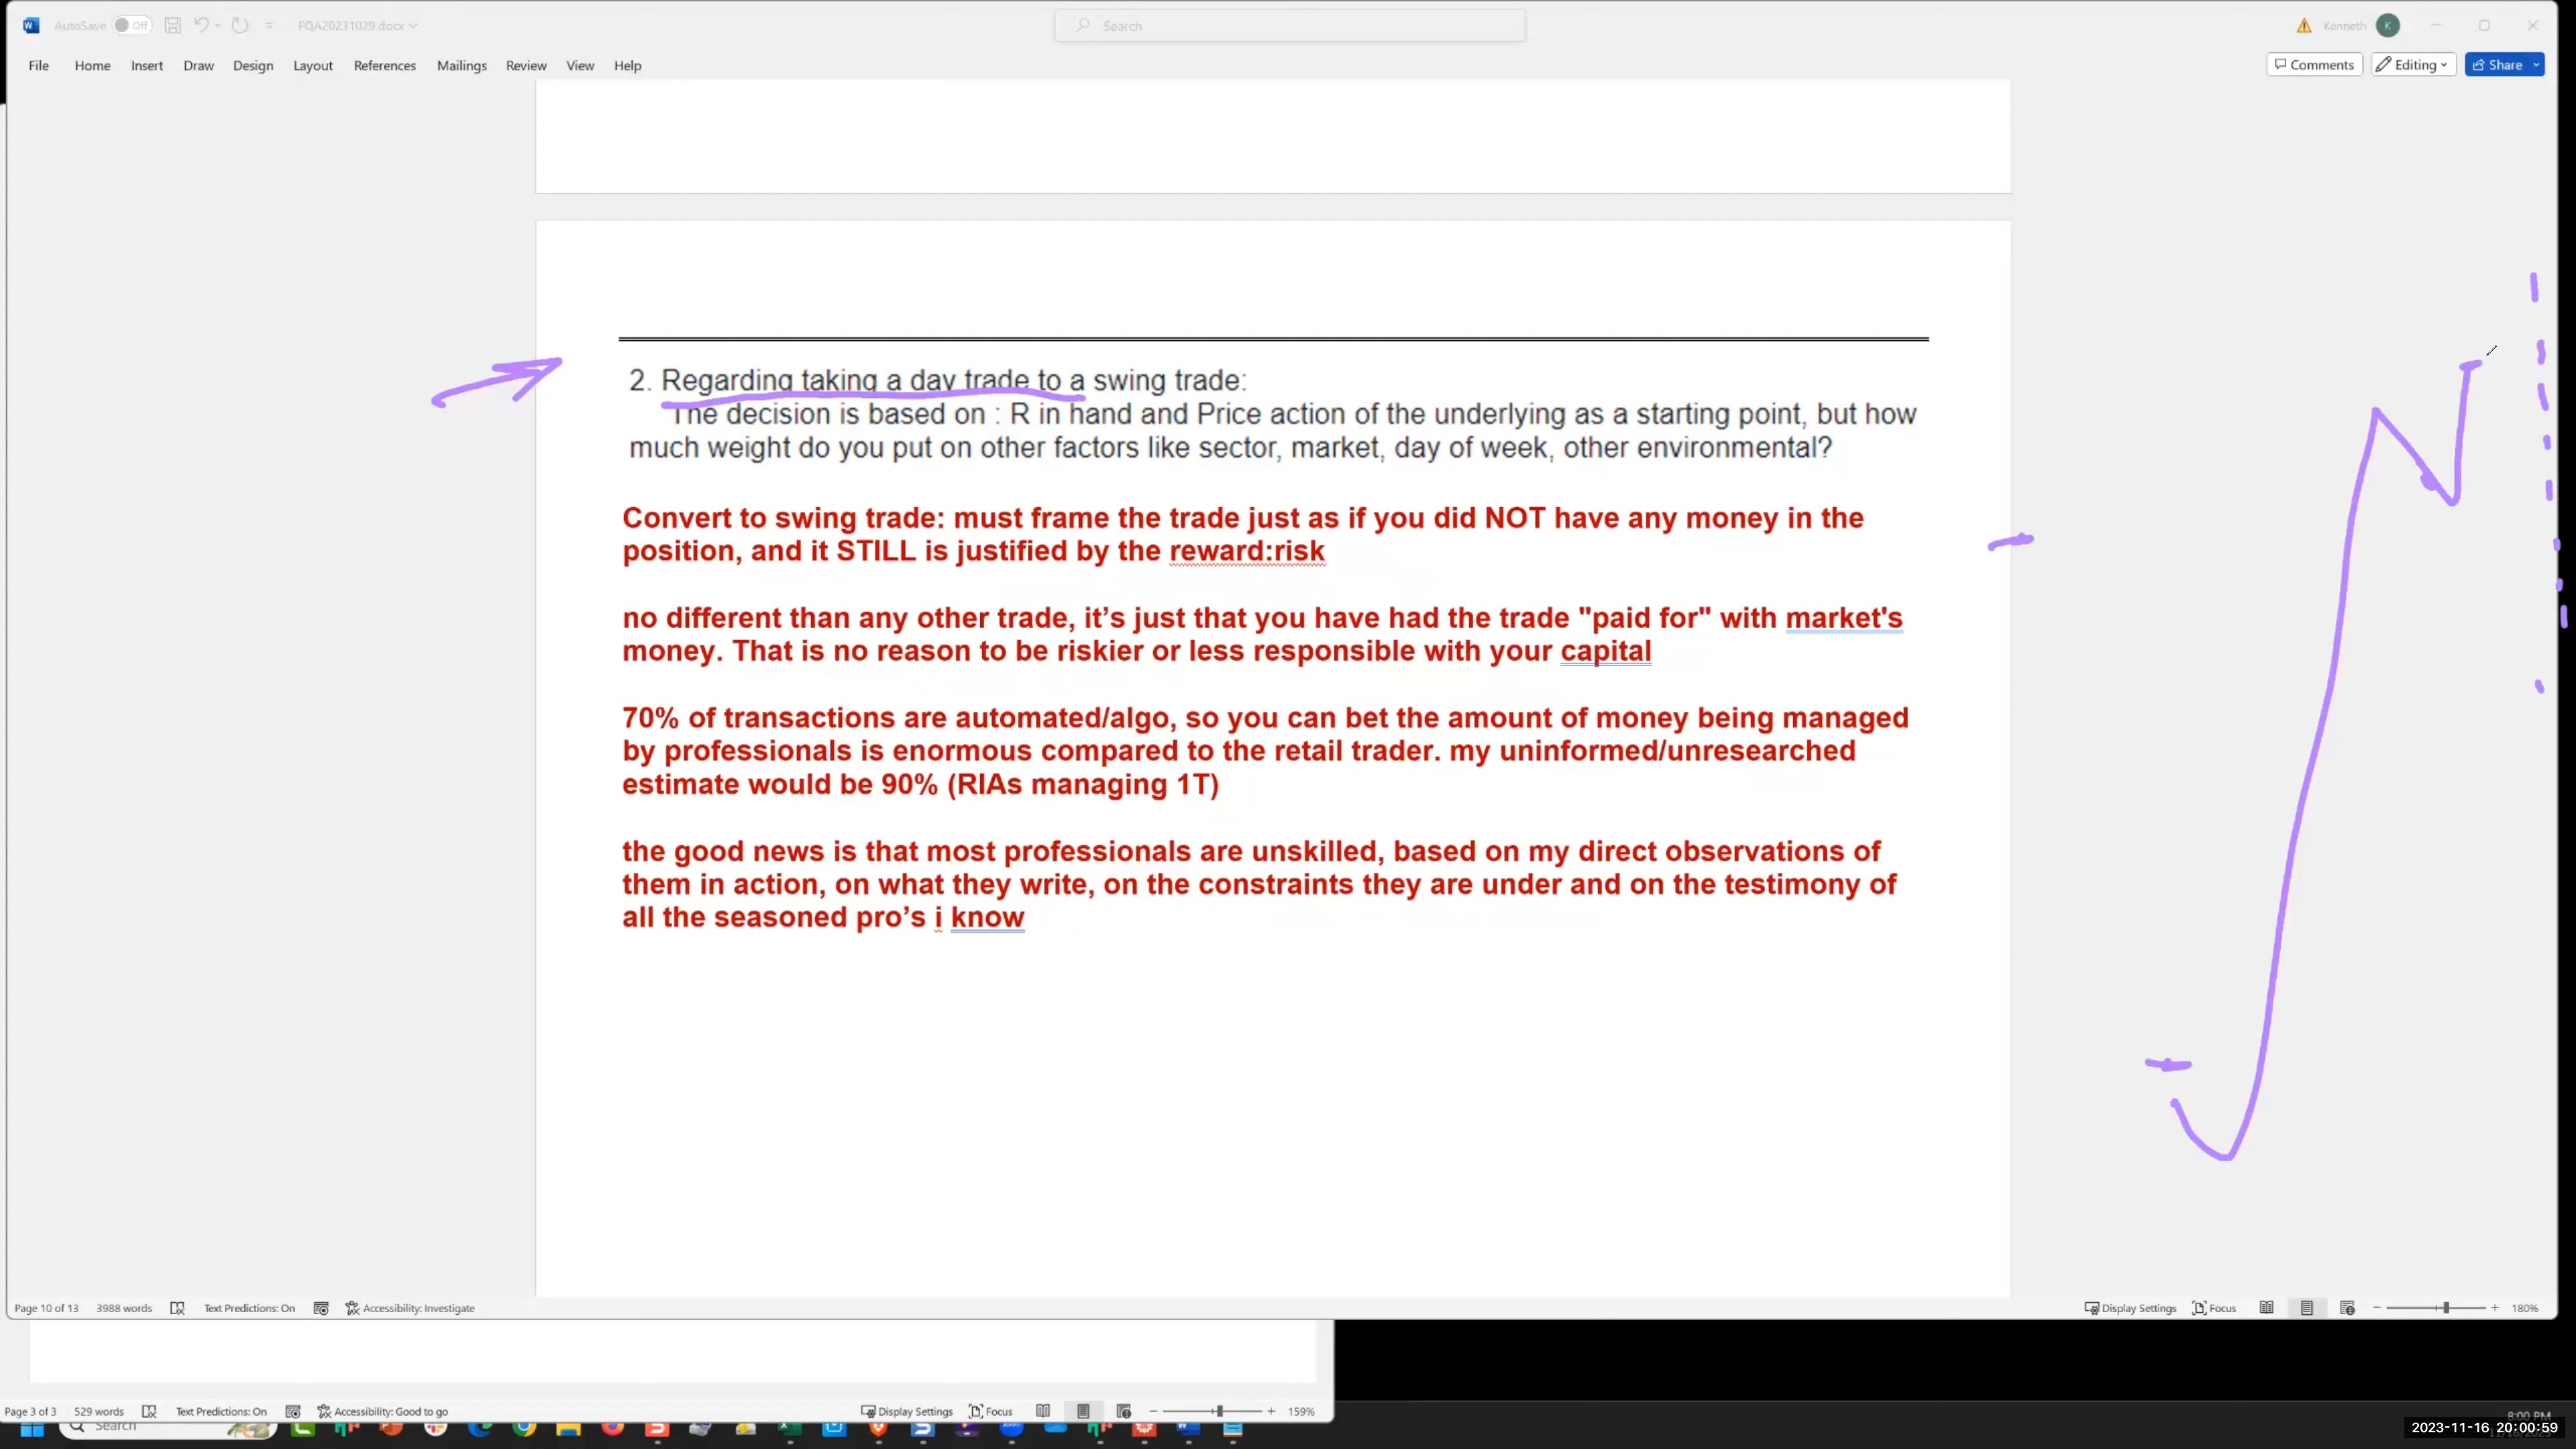 AutoSave Off FQA20231029.docx Search Kenneth K
File Home Insert Draw Design Layout References Mailings Review View Help Comments Editing Share
2. Regarding taking a day trade to a swing trade:
The decision is based on : R in hand and Price action of the underlying as a starting point, but how
much weight do you put on other factors like sector, market, day of week, other environmental?
Convert to swing trade: must frame the trade just as if you did NOT have any money in the
position, and it STILL is justified by the reward:risk
no different than any other trade, it’s just that you have had the trade "paid for" with market's
money. That is no reason to be riskier or less responsible with your capital
70% of transactions are automated/algo, so you can bet the amount of money being managed
by professionals is enormous compared to the retail trader. my uninformed/unresearched
estimate would be 90% (RIAs managing 1T)
the good news is that most professionals are unskilled, based on my direct observations of
them in action, on what they write, on the constraints they are under and on the testimony of
all the seasoned pro’s i know
Page 10 of 13 3988 words Text Predictions: On Accessibility: Investigate Display Settings Focus 180%
Page 3 of 3 529 words Text Predictions: On Accessibility: Good to go Display Settings Focus 159%
Search
8:00 PM
2023-11-16 20:00:59